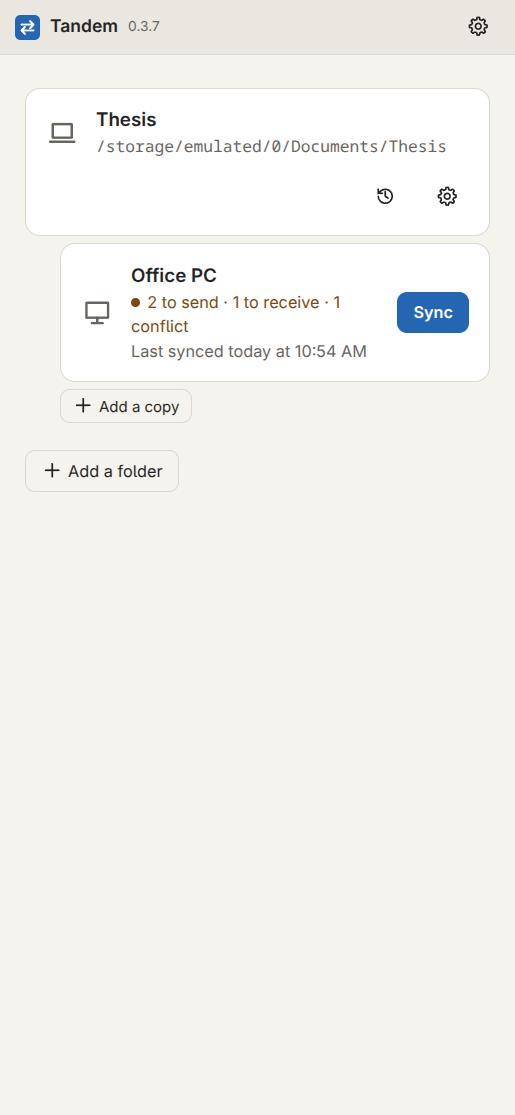 Tandem 0.3.7
Thesis
/storage/emulated/0/Documents/Thesis
Office PC
2 to send · 1 to receive · 1
conflict
Last synced today at 10:54 AM
Sync
Add a copy
Add a folder